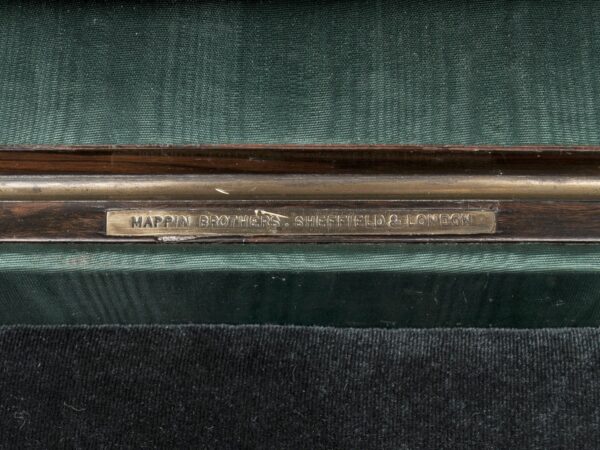 MAPPIN BROTHERS. SHEFFIELD & LONDON